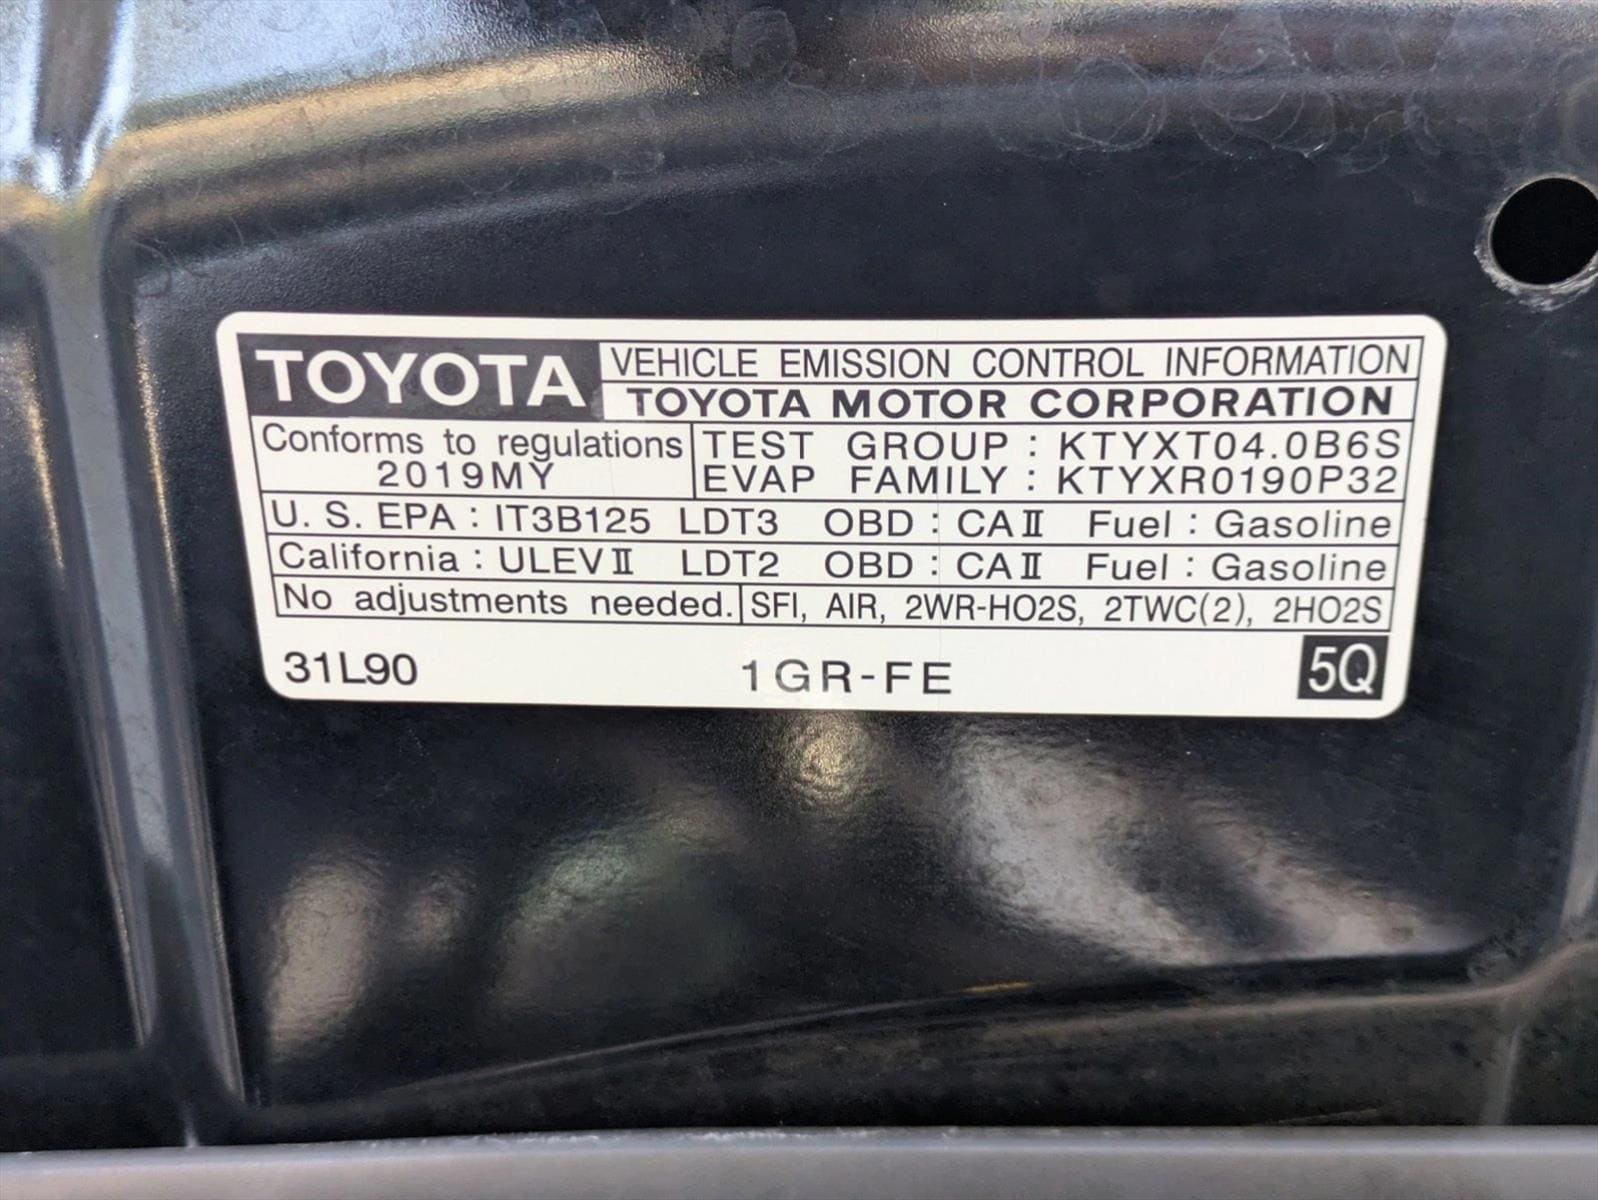 TOYOTA VEHICLE EMISSION CONTROL INFORMATION
TOYOTA MOTOR CORPORATION
Conforms to regulations
2019MY
TEST GROUP : KTYXT04.0B6S
EVAP FAMILY : KTYXR0190P32
U. S. EPA : IT3B125 LDT3 OBD : CAⅡ Fuel : Gasoline
California : ULEVⅡ LDT2 OBD : CAⅡ Fuel : Gasoline
No adjustments needed. SFI, AIR, 2WR-HO2S, 2TWC(2), 2HO2S
31L90 1GR-FE 5Q